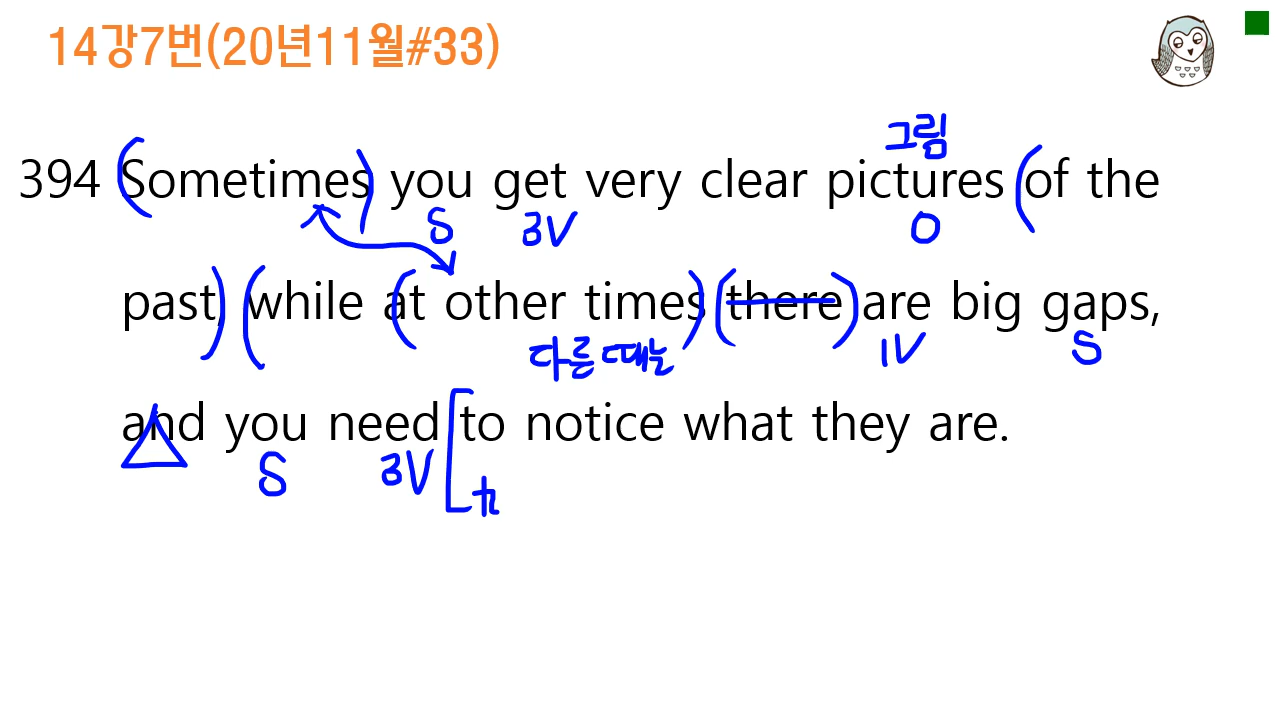 14강7번(20년11월#33)
그림
394 Sometimes you get very clear pictures of the
S 3V O
past, while at other times there are big gaps,
다른 때는 1V S
and you need to notice what they are.
S 3V